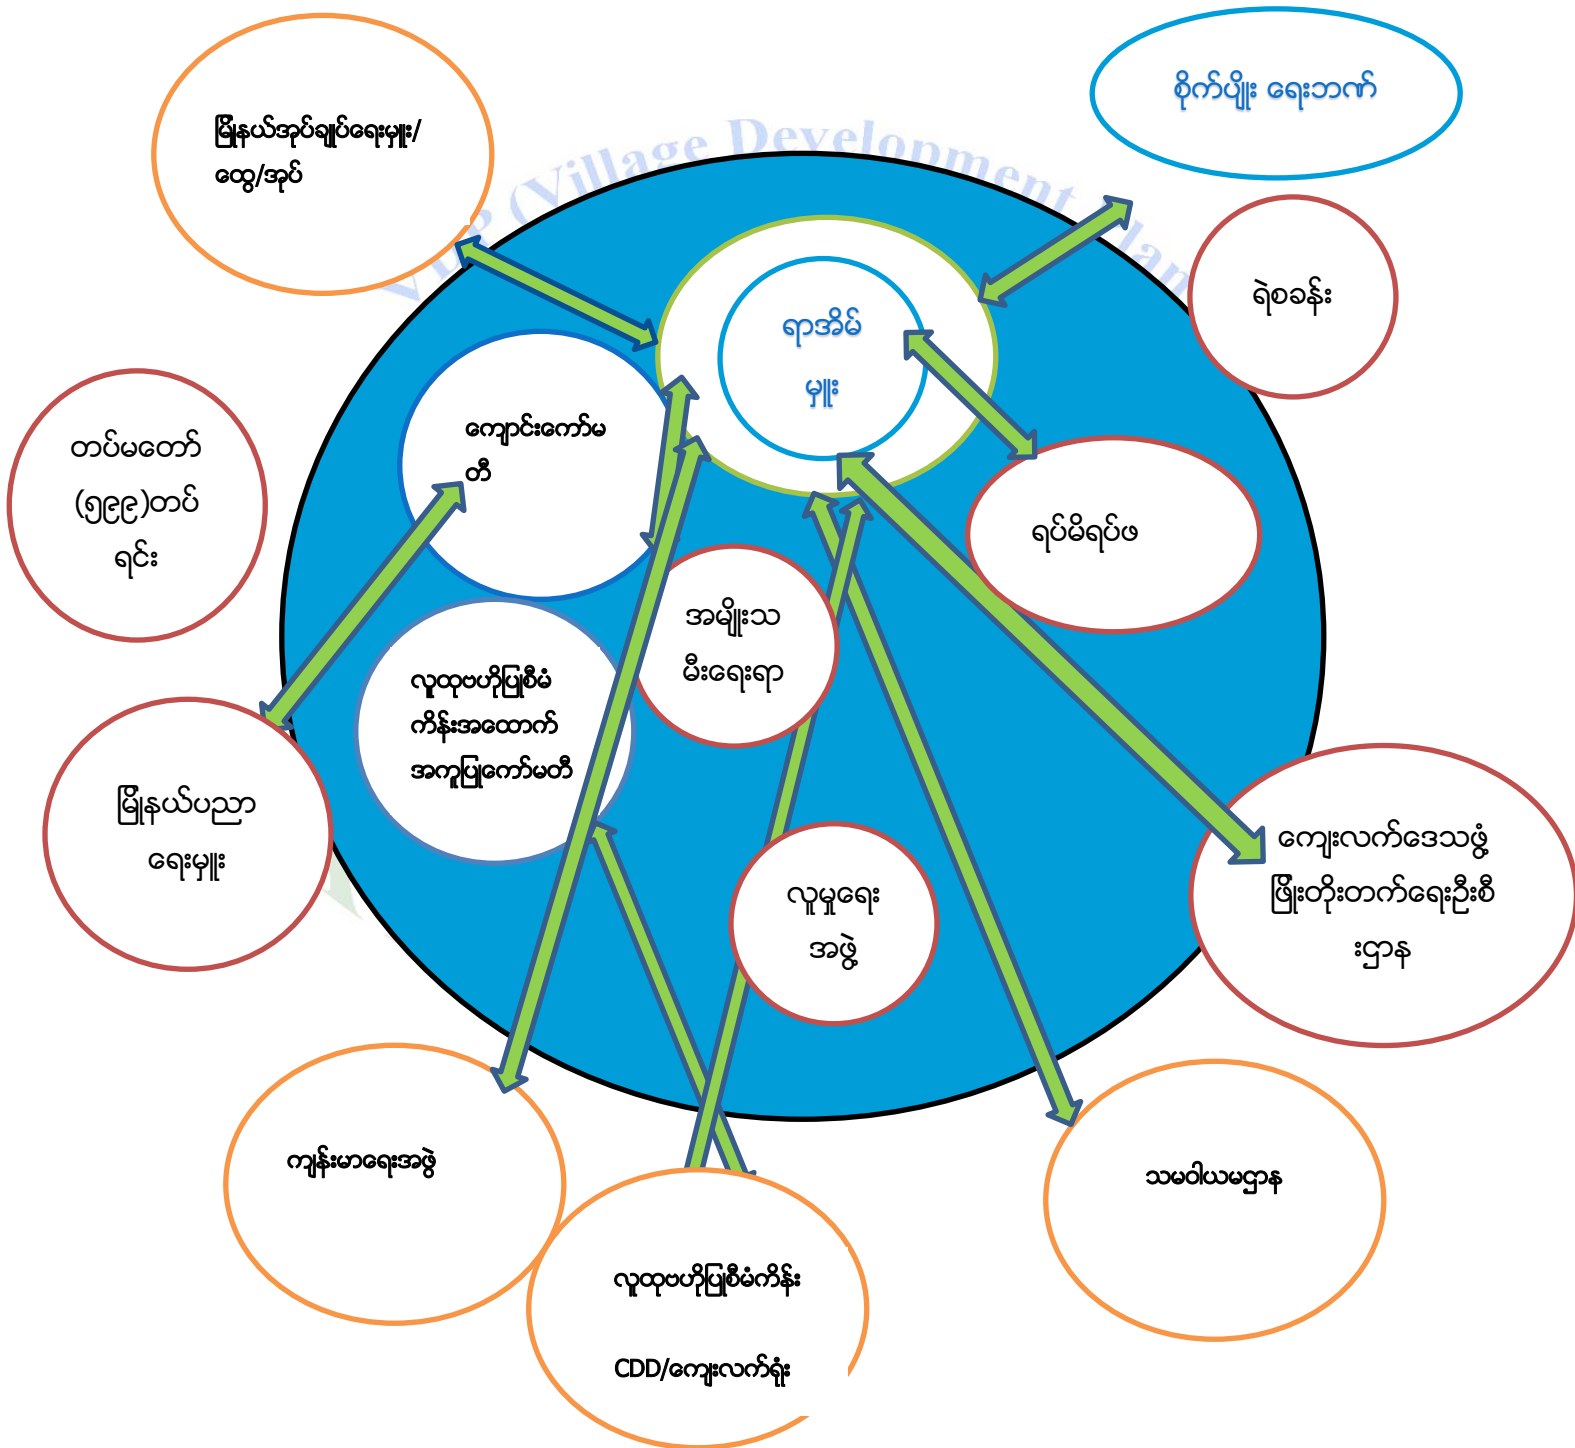 စိုက်ပျိုး ရေးဘဏ်
မြို့နယ်အုပ်ချုပ်ရေးမှူး/
ထွေ/အုပ်
(Village Development Plan
ရဲစခန်း
ရာအိမ်
မှူး
ကျောင်းကော်မ
တီ
တပ်မတော်
(၅၉၉)တပ်
ရင်း
ရပ်မိရပ်ဖ
အမျိုးသ
မီးရေးရာ
လူထုဗဟိုပြုစီမံ
ကိန်းအထောက်
အကူပြုကော်မတီ
မြို့နယ်ပညာ
ရေးမှူး
ကျေးလက်ဒေသဖွံ့
ဖြိုးတိုးတက်ရေးဦးစီ
းဌာန
လူမှုရေး
အဖွဲ့
ကျန်းမာရေးအဖွဲ
သမဝါယမဌာန
လူထုဗဟိုပြုစီမံကိန်း
CDD/ကျေးလက်ရုံး